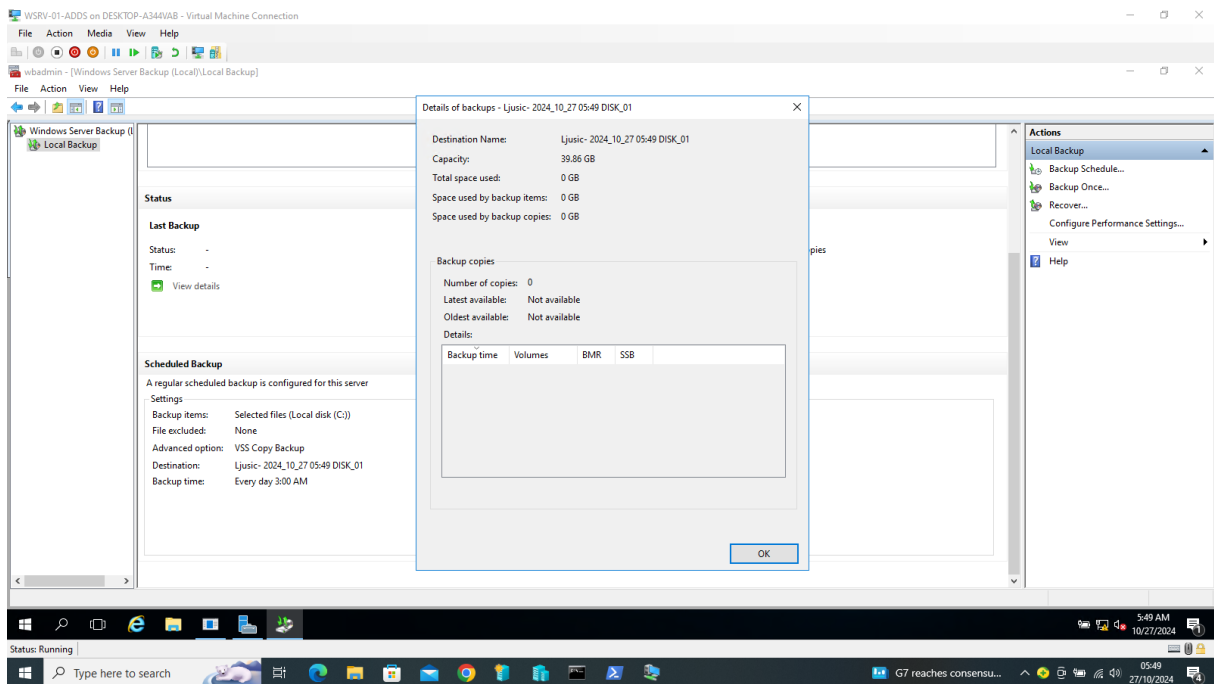 WSRV-01-ADDS on DESKTOP-A344VAB - Virtual Machine Connection
File Action Media View Help
wbadmin - [Windows Server Backup (Local)\Local Backup]
File Action View Help
Windows Server Backup (L
Local Backup
Status
Last Backup
Status: -
Time: -
View details
pies
Scheduled Backup
A regular scheduled backup is configured for this server
Settings
Backup items: Selected files (Local disk (C:))
File excluded: None
Advanced option: VSS Copy Backup
Destination: Ljusic- 2024_10_27 05:49 DISK_01
Backup time: Every day 3:00 AM
Details of backups - Ljusic- 2024_10_27 05:49 DISK_01
Destination Name: Ljusic- 2024_10_27 05:49 DISK_01
Capacity: 39.86 GB
Total space used: 0 GB
Space used by backup items: 0 GB
Space used by backup copies: 0 GB
Backup copies
Number of copies: 0
Latest available: Not available
Oldest available: Not available
Details:
Backup time Volumes BMR SSB
OK
Actions
Local Backup
Backup Schedule...
Backup Once...
Recover...
Configure Performance Settings...
View
Help
5:49 AM
10/27/2024
1
Status: Running
Type here to search
G7 reaches consensu...
05:49
27/10/2024
4